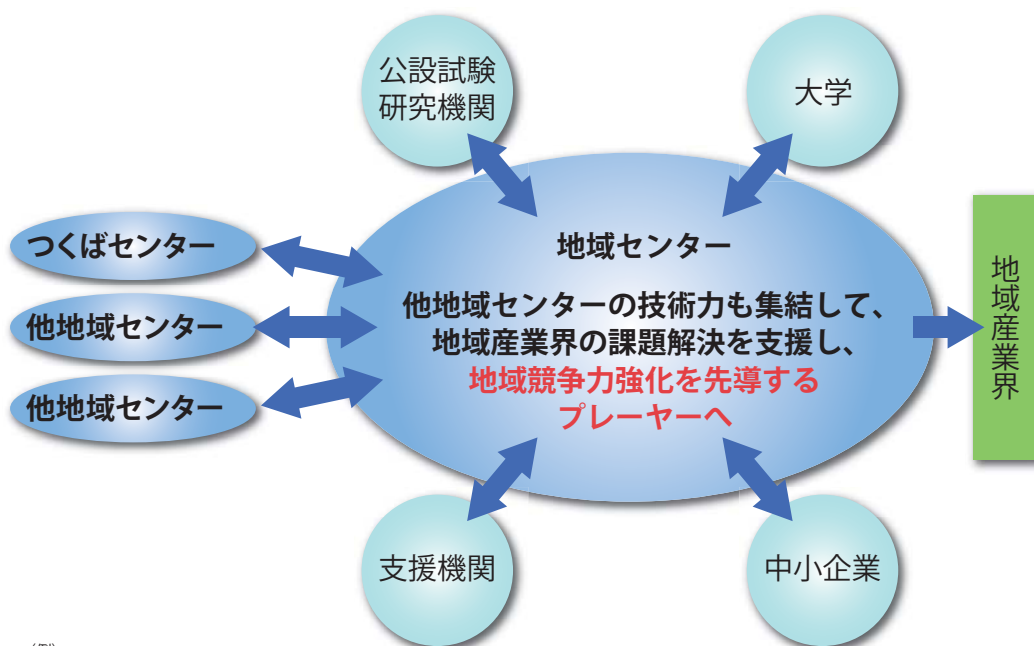 公設試験
研究機関
大学
つくばセンター
他地域センター
他地域センター
地域センター
他地域センターの技術力も集結して、
地域産業界の課題解決を支援し、
地域競争力強化を先導する
プレーヤーへ
地域産業界
支援機関
中小企業